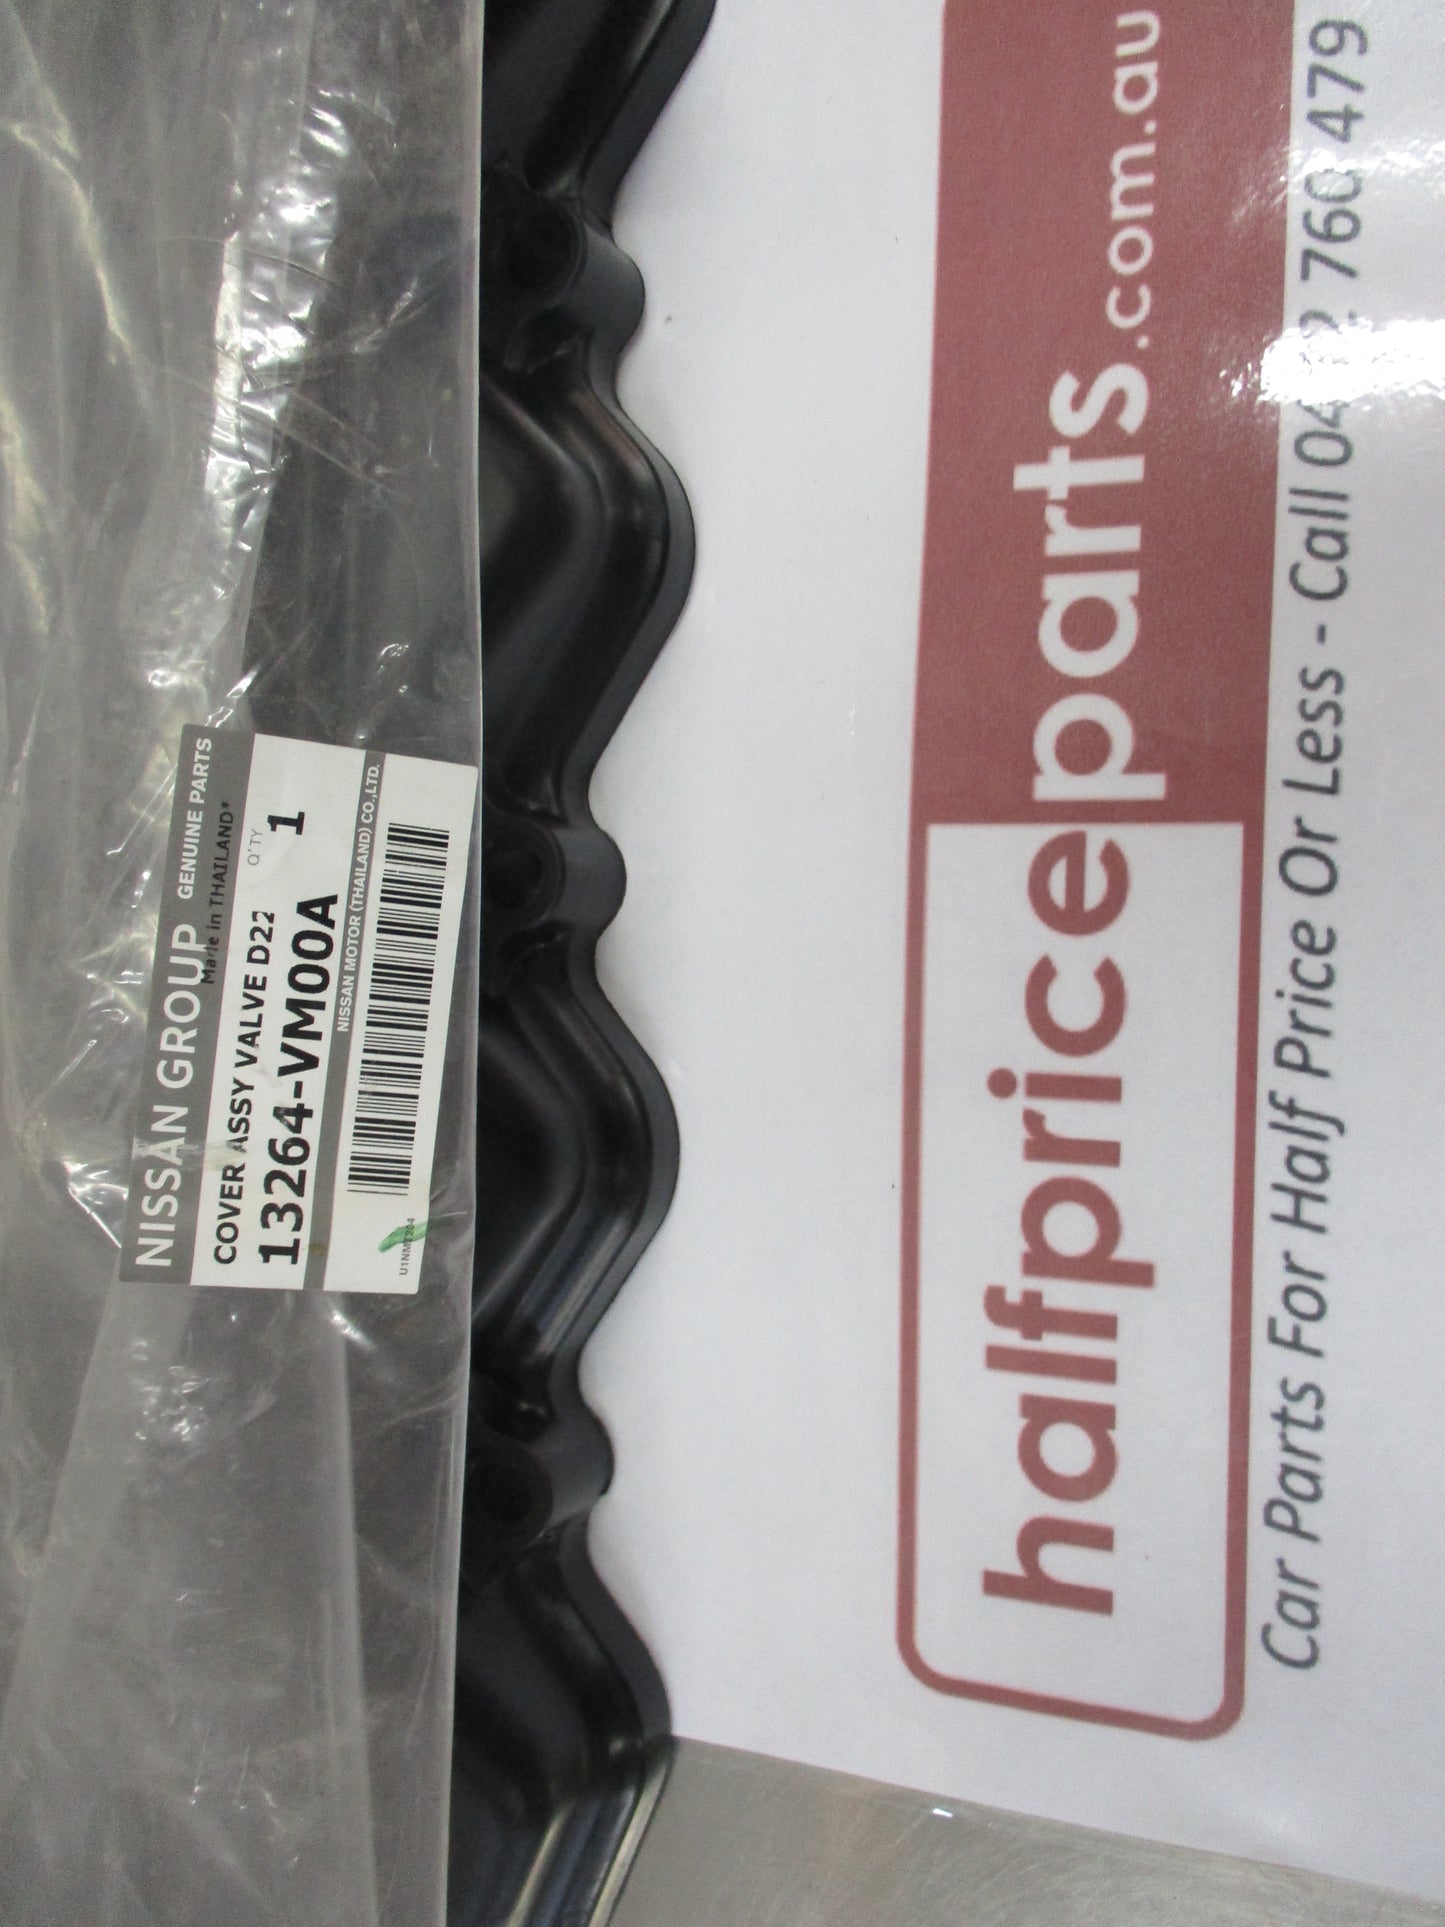 NISSAN GROUP GENUINE PARTS
Made in THAILAND*
COVER ASSY VALVE D22 Q'TY
13264-VM00A 1
NISSAN MOTOR (THAILAND) CO.,LTD.
halfpriceparts.com.au
Car Parts For Half Price Or Less - Call 760 479